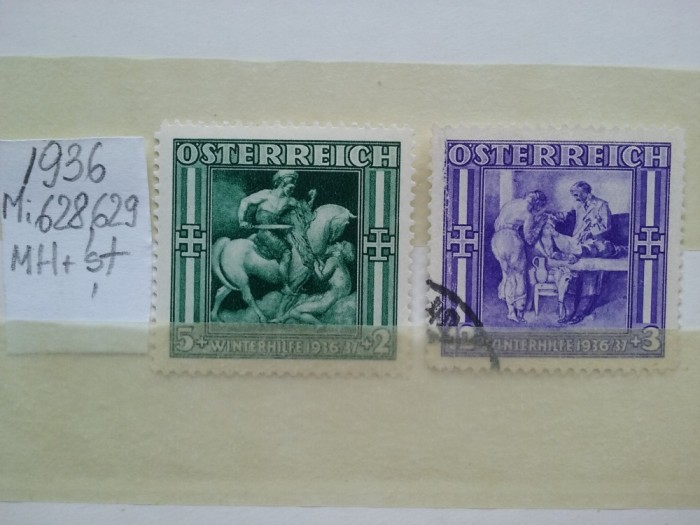 1936
Mi 628,629
MH + st
ÖSTERREICH
5+ WINTERHILFE 1936/37 +2
ÖSTERREICH
WINTERHILFE 1936/37 +3